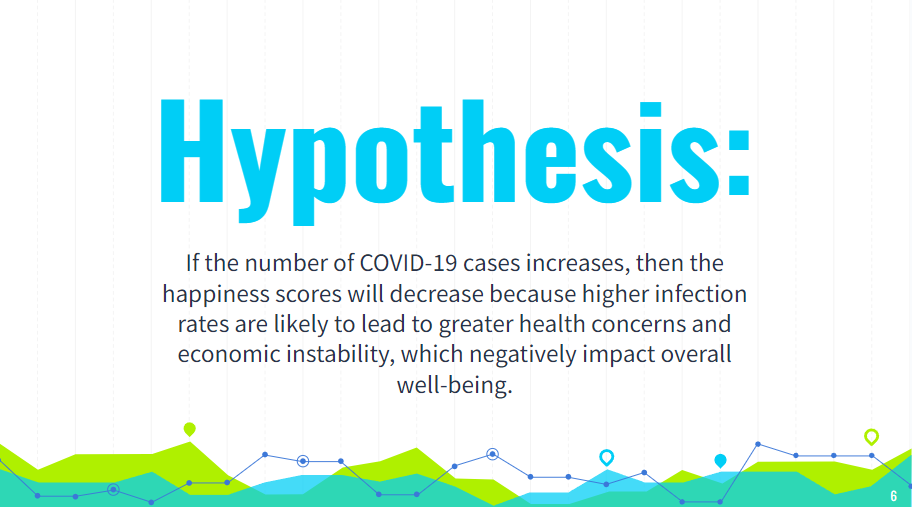 Hypothesis:
If the number of COVID-19 cases increases, then the
happiness scores will decrease because higher infection
rates are likely to lead to greater health concerns and
economic instability, which negatively impact overall
well-being.
6